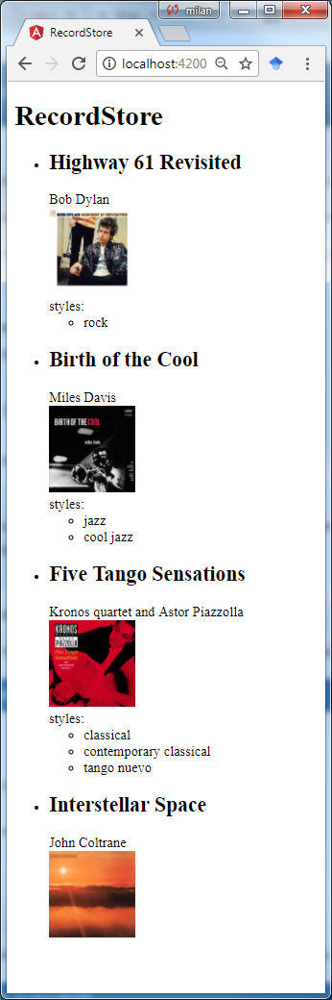 milan
RecordStore
localhost:4200
RecordStore
Highway 61 Revisited
Bob Dylan
BOB DYLAN HIGHWAY 61 REVISITED
styles:
rock
Birth of the Cool
Miles Davis
BIRTH OF THE COOL
styles:
jazz
cool jazz
Five Tango Sensations
Kronos quartet and Astor Piazzolla
KRONOS
PIAZZOLLA
Five Tango
Sensations
styles:
classical
contemporary classical
tango nuevo
Interstellar Space
John Coltrane
JOHN COLTRANE